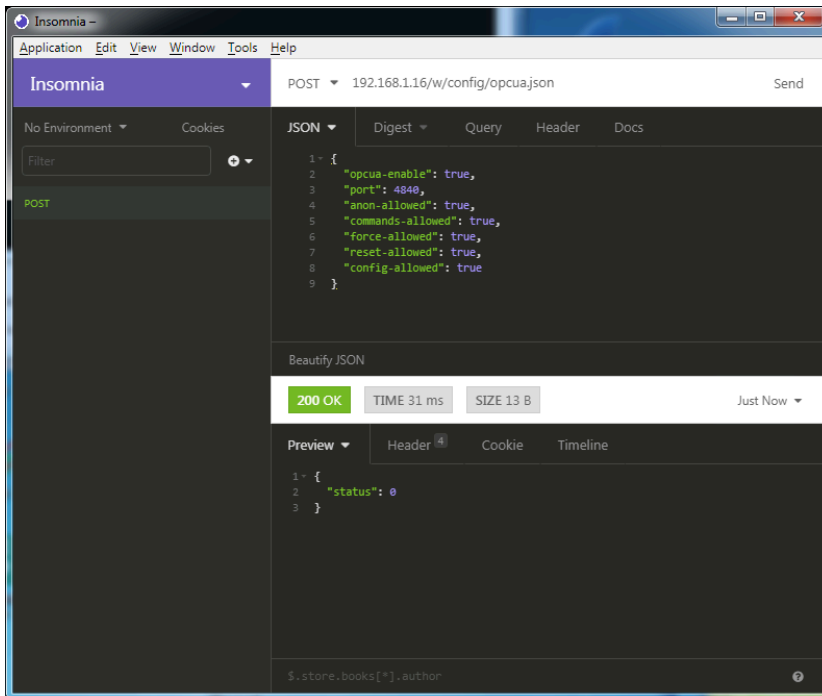 Insomnia –
Application Edit View Window Tools Help
Insomnia
POST 192.168.1.16/w/config/opcua.json Send
No Environment Cookies
JSON Digest Query Header Docs
Filter
POST
1 {
2 "opcua-enable": true,
3 "port": 4840,
4 "anon-allowed": true,
5 "commands-allowed": true,
6 "force-allowed": true,
7 "reset-allowed": true,
8 "config-allowed": true
9 }
Beautify JSON
200 OK TIME 31 ms SIZE 13 B Just Now
Preview Header 4 Cookie Timeline
1 {
2 "status": 0
3 }
$.store.books[*].author